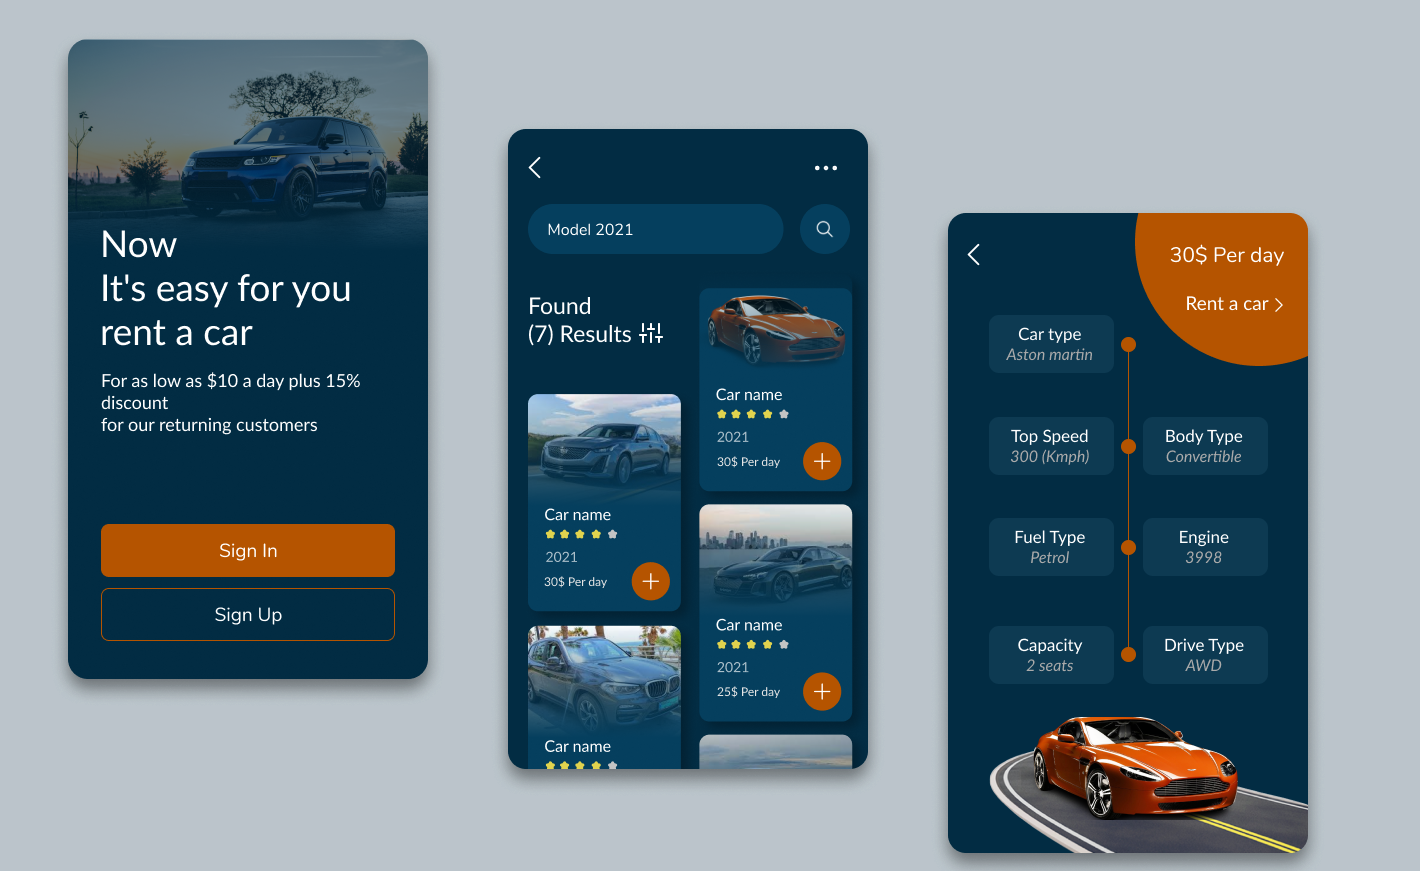 Now
It's easy for you
rent a car
For as low as $10 a day plus 15%
discount
for our returning customers
Sign In
Sign Up
Model 2021
Found
(7) Results
Car name
2021
30$ Per day
Car name
2021
30$ Per day
Car name
2021
25$ Per day
Car name
30$ Per day
Rent a car
Car type
Aston martin
Top Speed
300 (Kmph)
Body Type
Convertible
Fuel Type
Petrol
Engine
3998
Capacity
2 seats
Drive Type
AWD